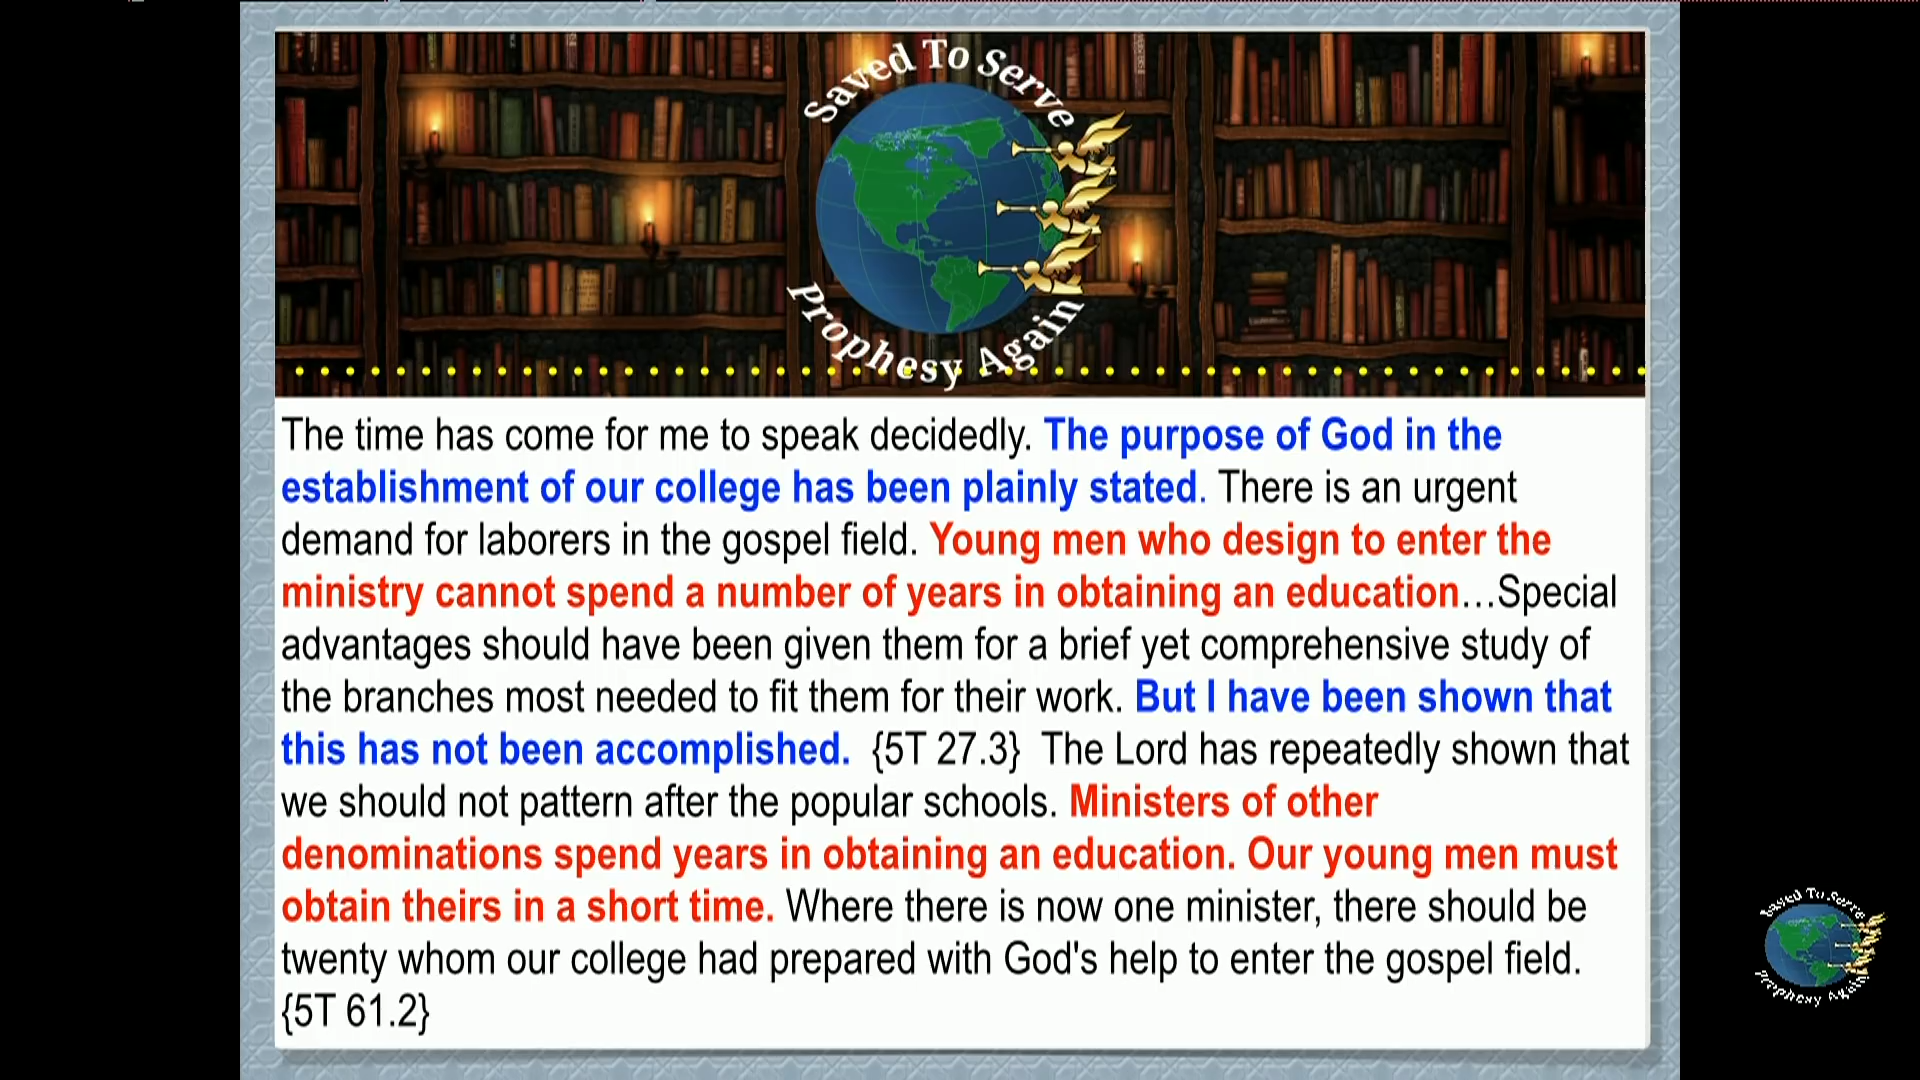 Saved To Serve
Prophesy Again
The time has come for me to speak decidedly. The purpose of God in the
establishment of our college has been plainly stated. There is an urgent
demand for laborers in the gospel field. Young men who design to enter the
ministry cannot spend a number of years in obtaining an education…Special
advantages should have been given them for a brief yet comprehensive study of
the branches most needed to fit them for their work. But I have been shown that
this has not been accomplished.  {5T 27.3}  The Lord has repeatedly shown that
we should not pattern after the popular schools. Ministers of other
denominations spend years in obtaining an education. Our young men must
obtain theirs in a short time. Where there is now one minister, there should be
twenty whom our college had prepared with God's help to enter the gospel field.
{5T 61.2}
Saved To Serve
Prophesy Again